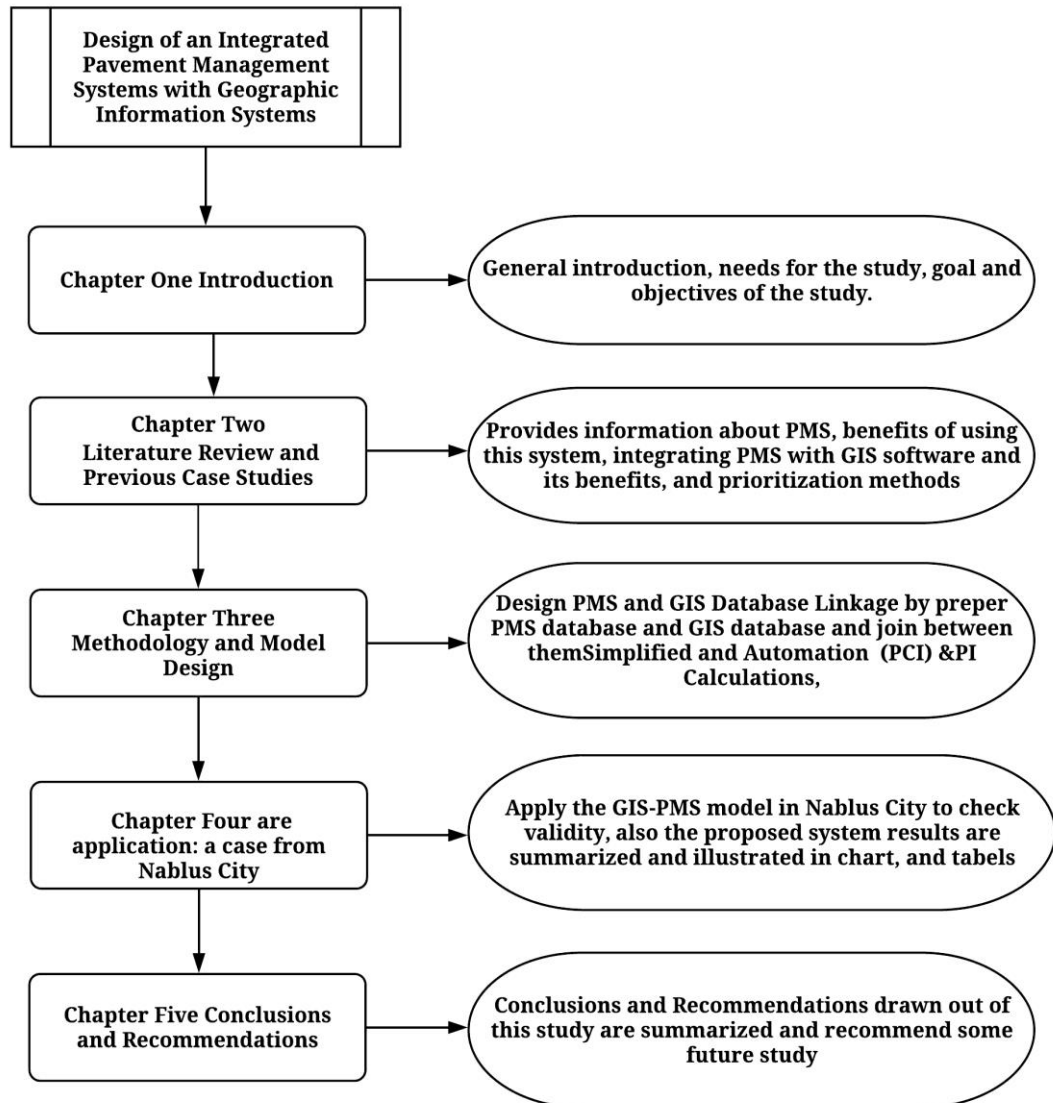 Design of an Integrated
Pavement Management
Systems with Geographic
Information Systems
Chapter One Introduction
General introduction, needs for the study, goal and
objectives of the study.
Chapter Two
Literature Review and
Previous Case Studies
Provides information about PMS, benefits of using
this system, integrating PMS with GIS software and
its benefits, and prioritization methods
Chapter Three
Methodology and Model
Design
Design PMS and GIS Database Linkage by preper
PMS database and GIS database and join between
themSimplified and Automation (PCI) &PI
Calculations,
Chapter Four are
application: a case from
Nablus City
Apply the GIS-PMS model in Nablus City to check
validity, also the proposed system results are
summarized and illustrated in chart, and tabels
Chapter Five Conclusions
and Recommendations
Conclusions and Recommendations drawn out of
this study are summarized and recommend some
future study